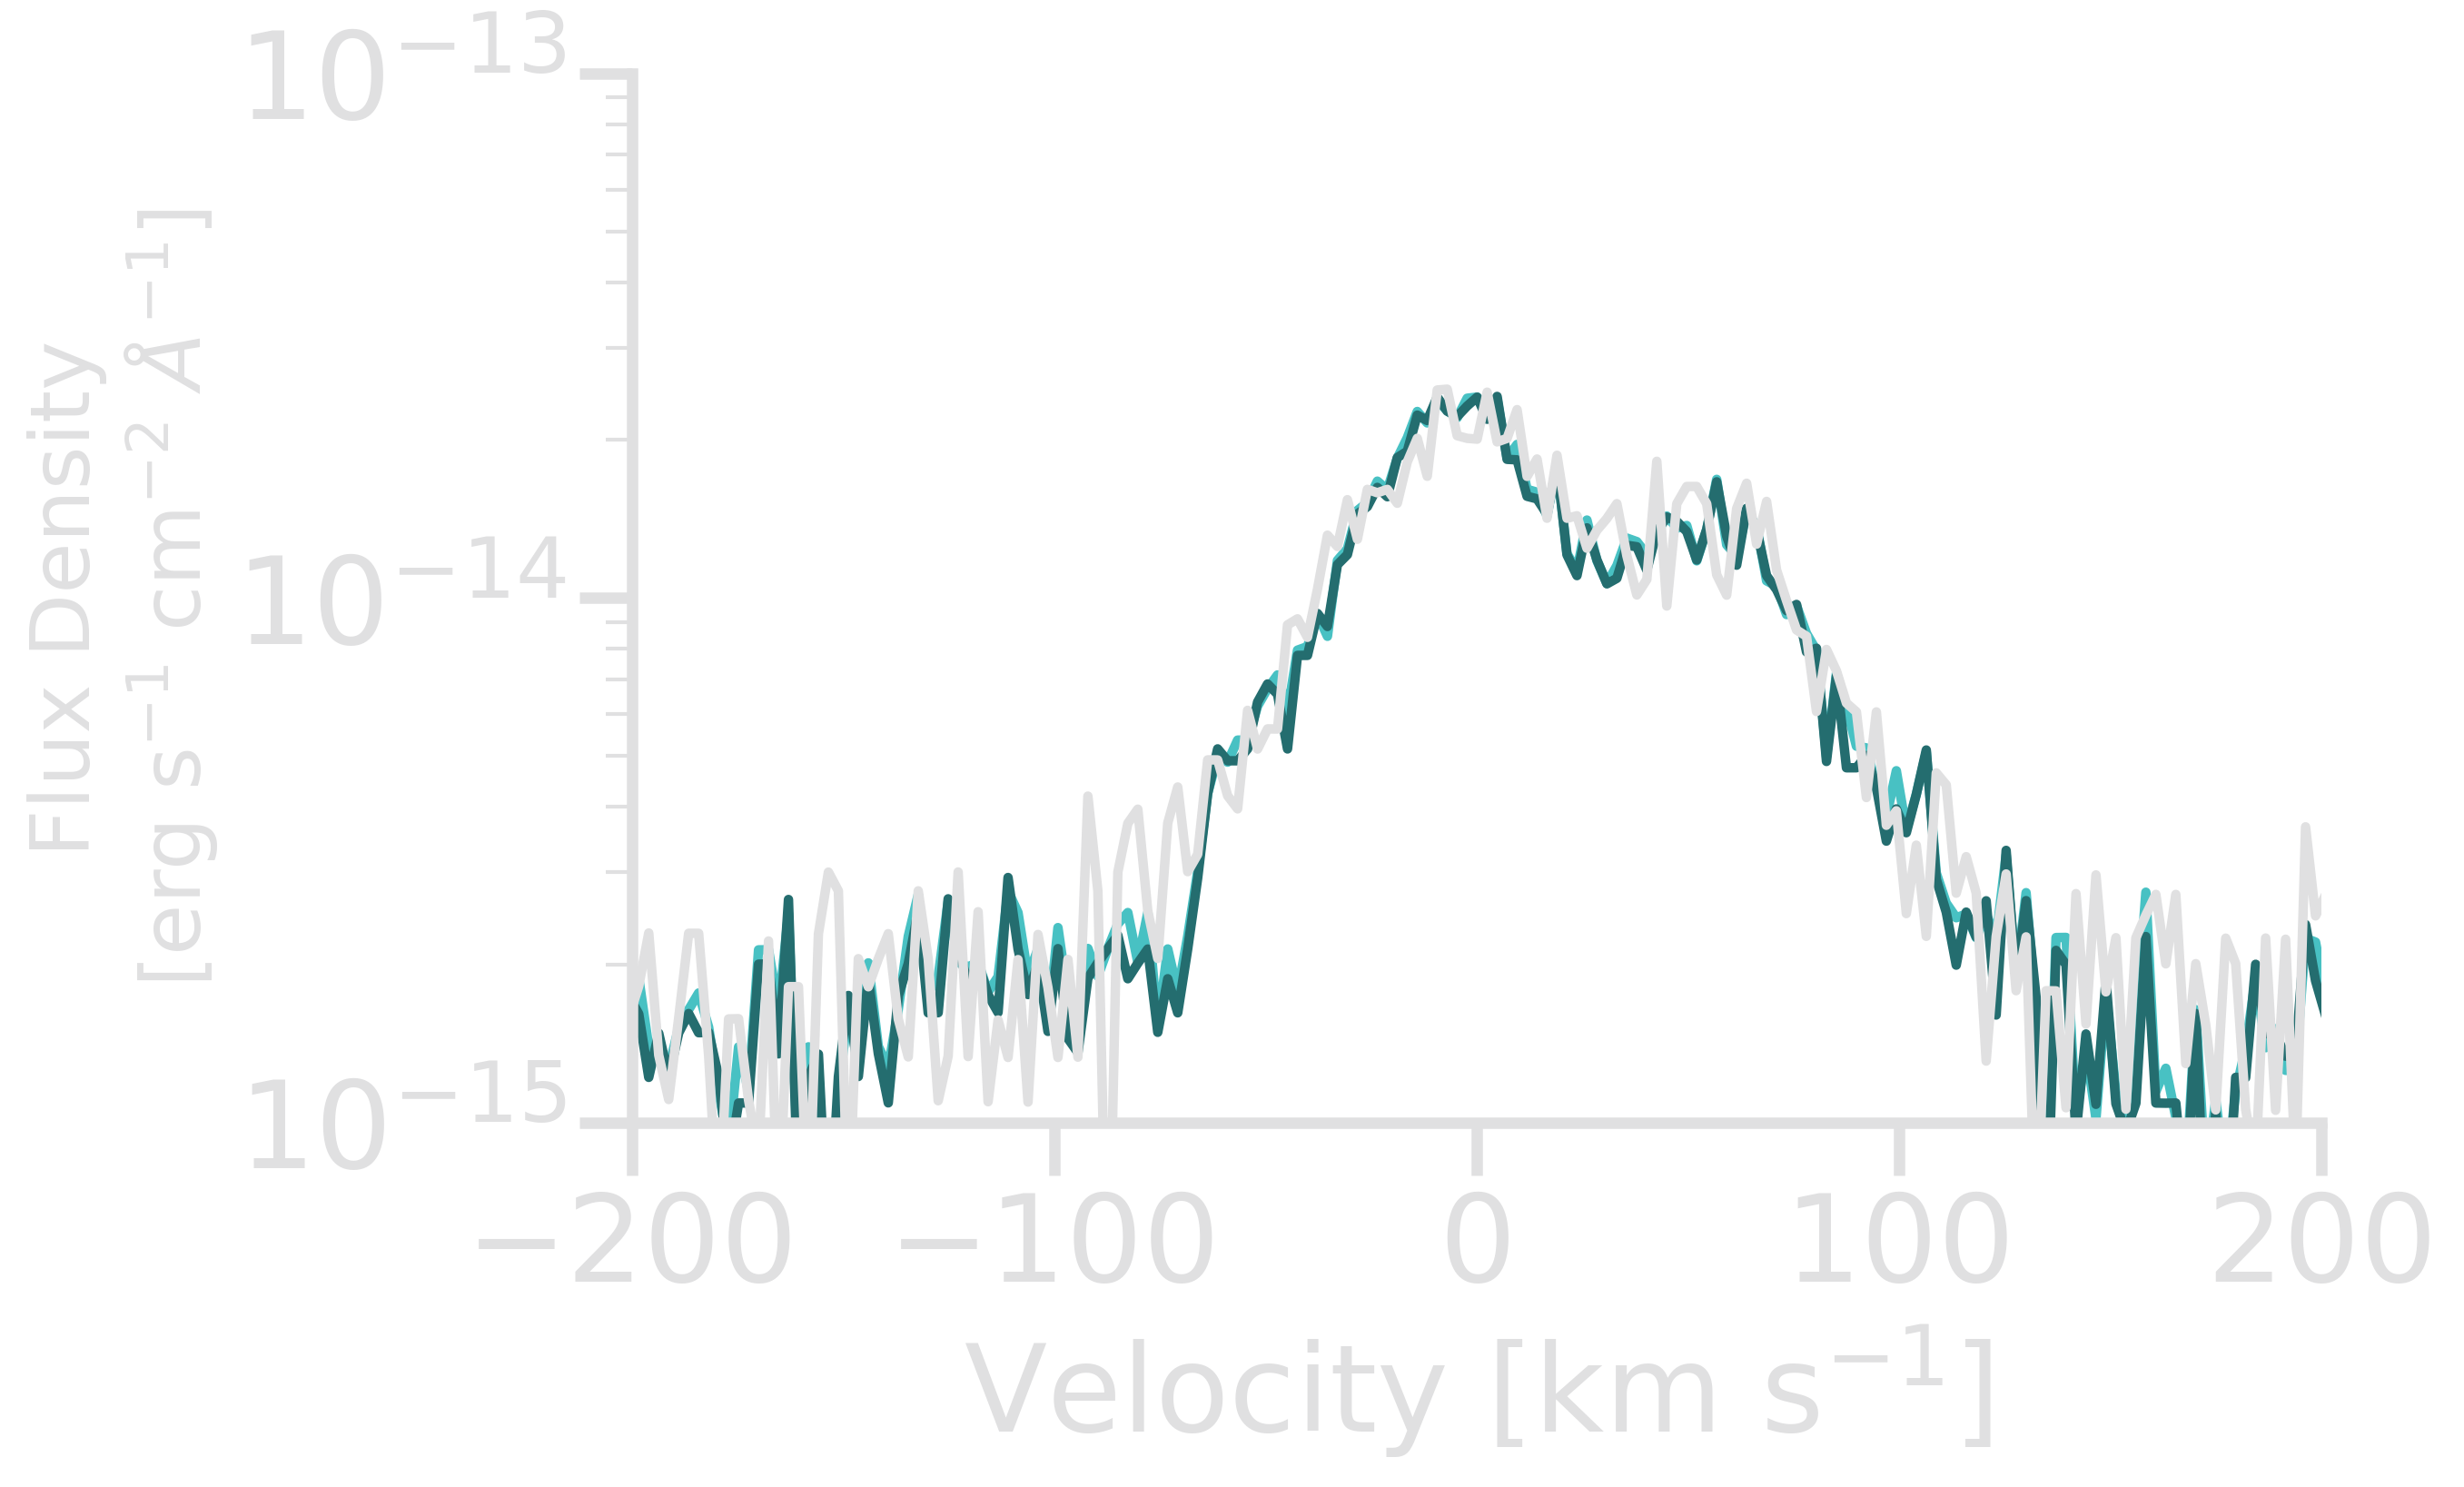 Flux Density
[erg s⁻¹ cm⁻² Å⁻¹]
10⁻¹³
10⁻¹⁴
10⁻¹⁵
−200 −100 0 100 200
Velocity [km s⁻¹]